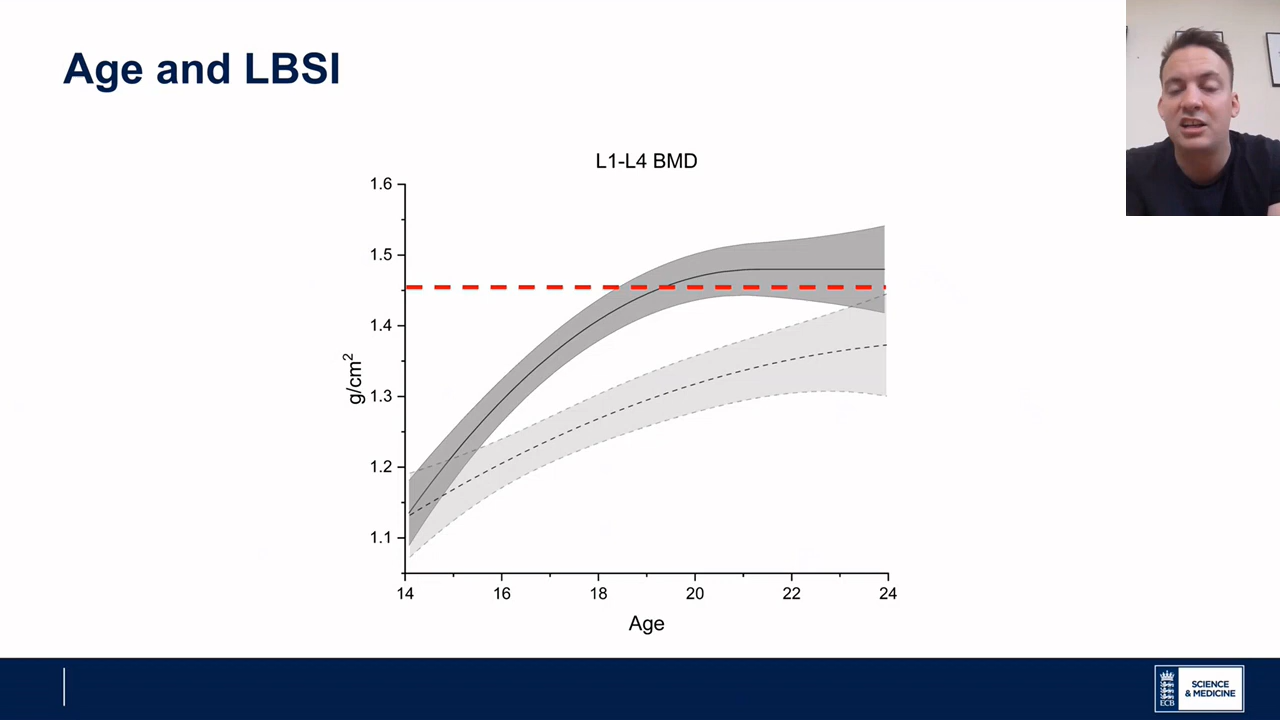 Age and LBSI
L1-L4 BMD
1.6
1.5
1.4
1.3
1.2
1.1
g/cm²
14 16 18 20 22 24
Age
ECB
SCIENCE
& MEDICINE